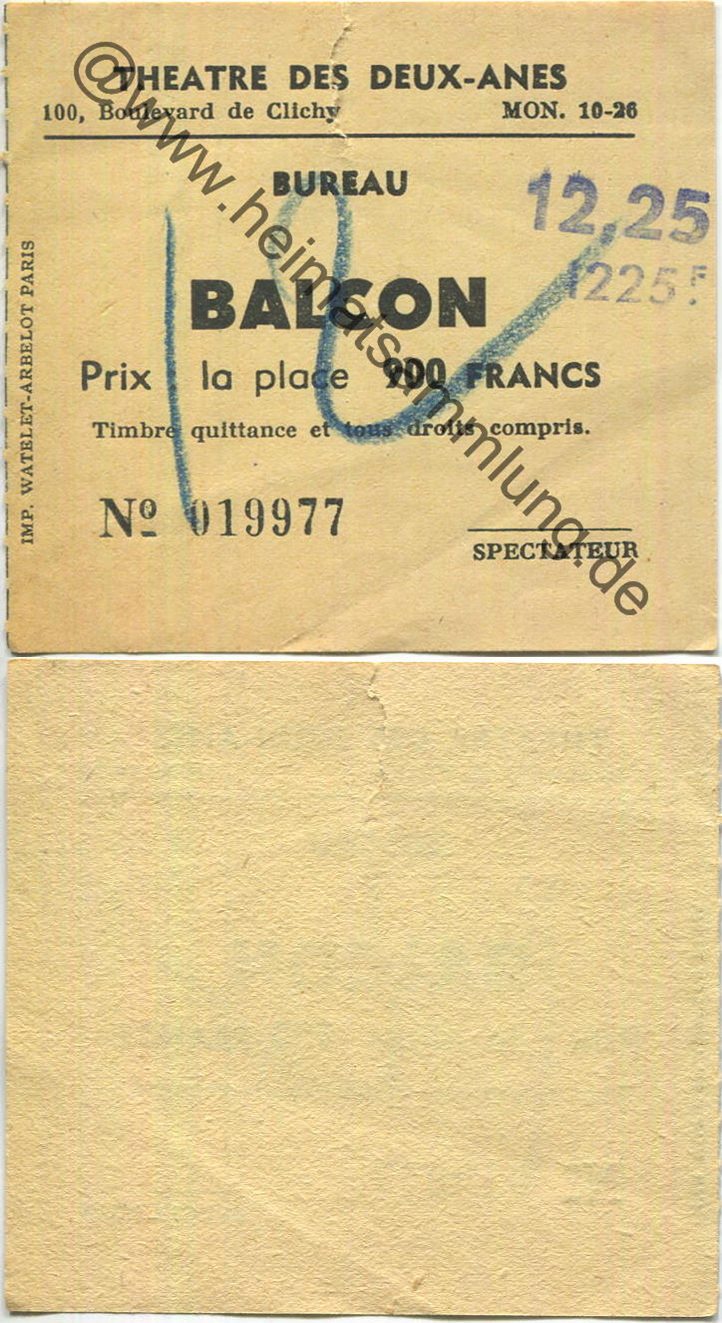 THEATRE DES DEUX-ANES
100, Boulevard de Clichy MON. 10-26
BUREAU
12,25
1225 F
BALCON
Prix : la place 900 FRANCS
Timbre quittance et tous droits compris.
Nº 019977
SPECTATEUR
IMP. WATELET-ARBELOT PARIS
@www.heimatsammlung.de